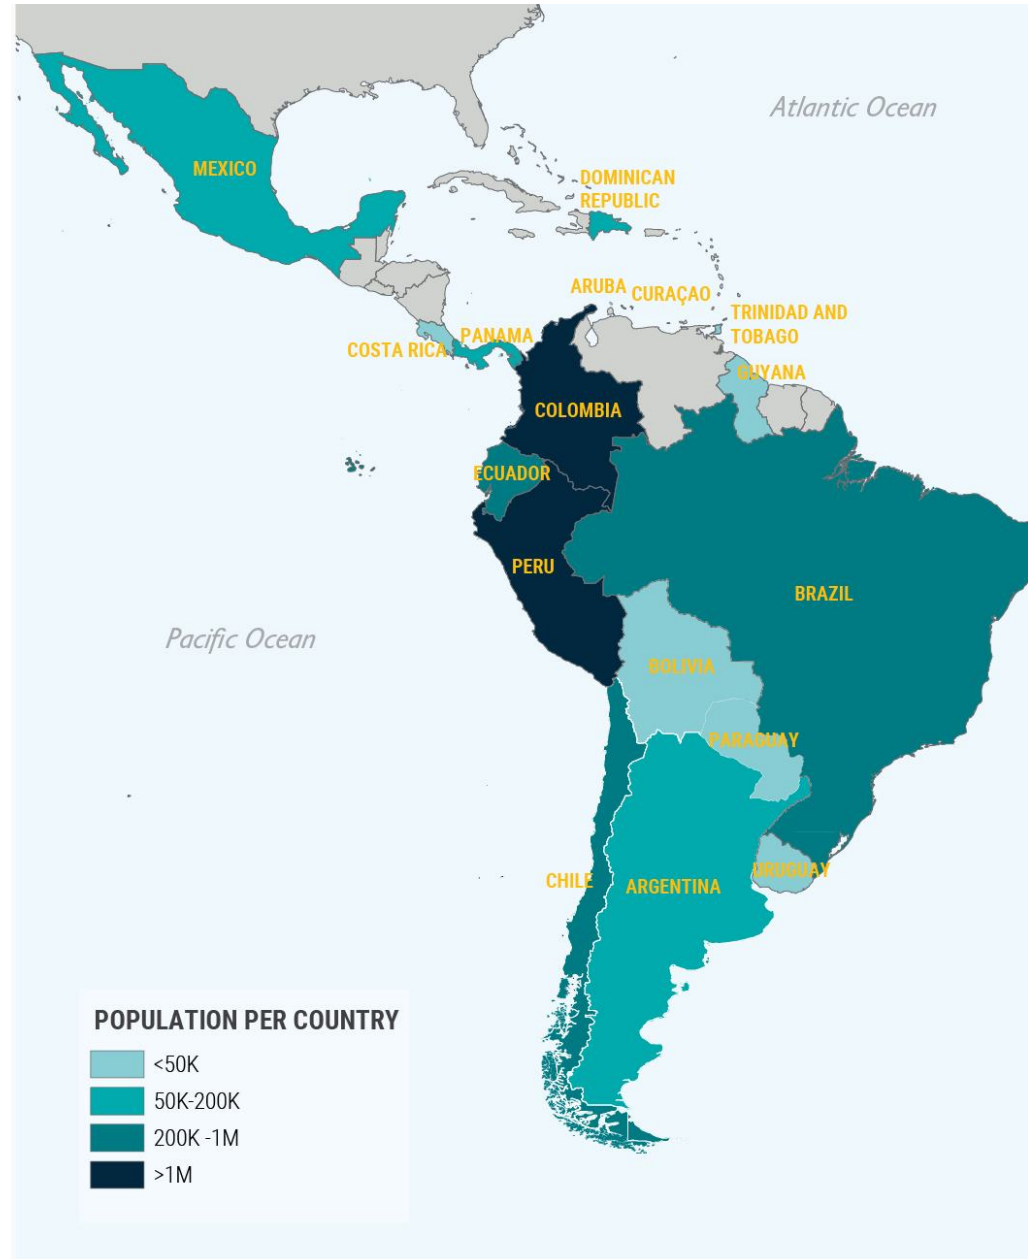 Atlantic Ocean
MEXICO
DOMINICAN
REPUBLIC
ARUBA
CURAÇAO
TRINIDAD AND
TOBAGO
COSTA RICA
PANAMA
GUYANA
COLOMBIA
ECUADOR
PERU
BRAZIL
Pacific Ocean
BOLIVIA
PARAGUAY
CHILE
ARGENTINA
URUGUAY
POPULATION PER COUNTRY
<50K
50K-200K
200K -1M
>1M